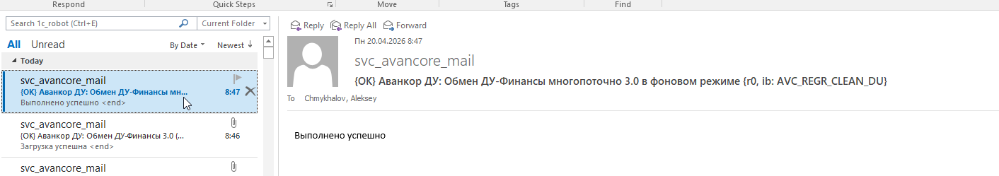 Respond
Quick Steps
Move
Tags
Find
Search 1c_robot (Ctrl+E)
Current Folder
All
Unread
By Date
Newest
Today
svc_avancore_mail
{ОК} Аванкор ДУ: Обмен ДУ-Финансы мн...
8:47
Выполнено успешно <end>
svc_avancore_mail
{ОК} Аванкор ДУ: Обмен ДУ-Финансы 3.0 (...
8:46
Загрузка успешна <end>
svc_avancore_mail
Reply
Reply All
Forward
Пн 20.04.2026 8:47
svc_avancore_mail
{ОК} Аванкор ДУ: Обмен ДУ-Финансы многопоточно 3.0 в фоновом режиме {r0, ib: AVC_REGR_CLEAN_DU}
To Chmykhalov, Aleksey
Выполнено успешно